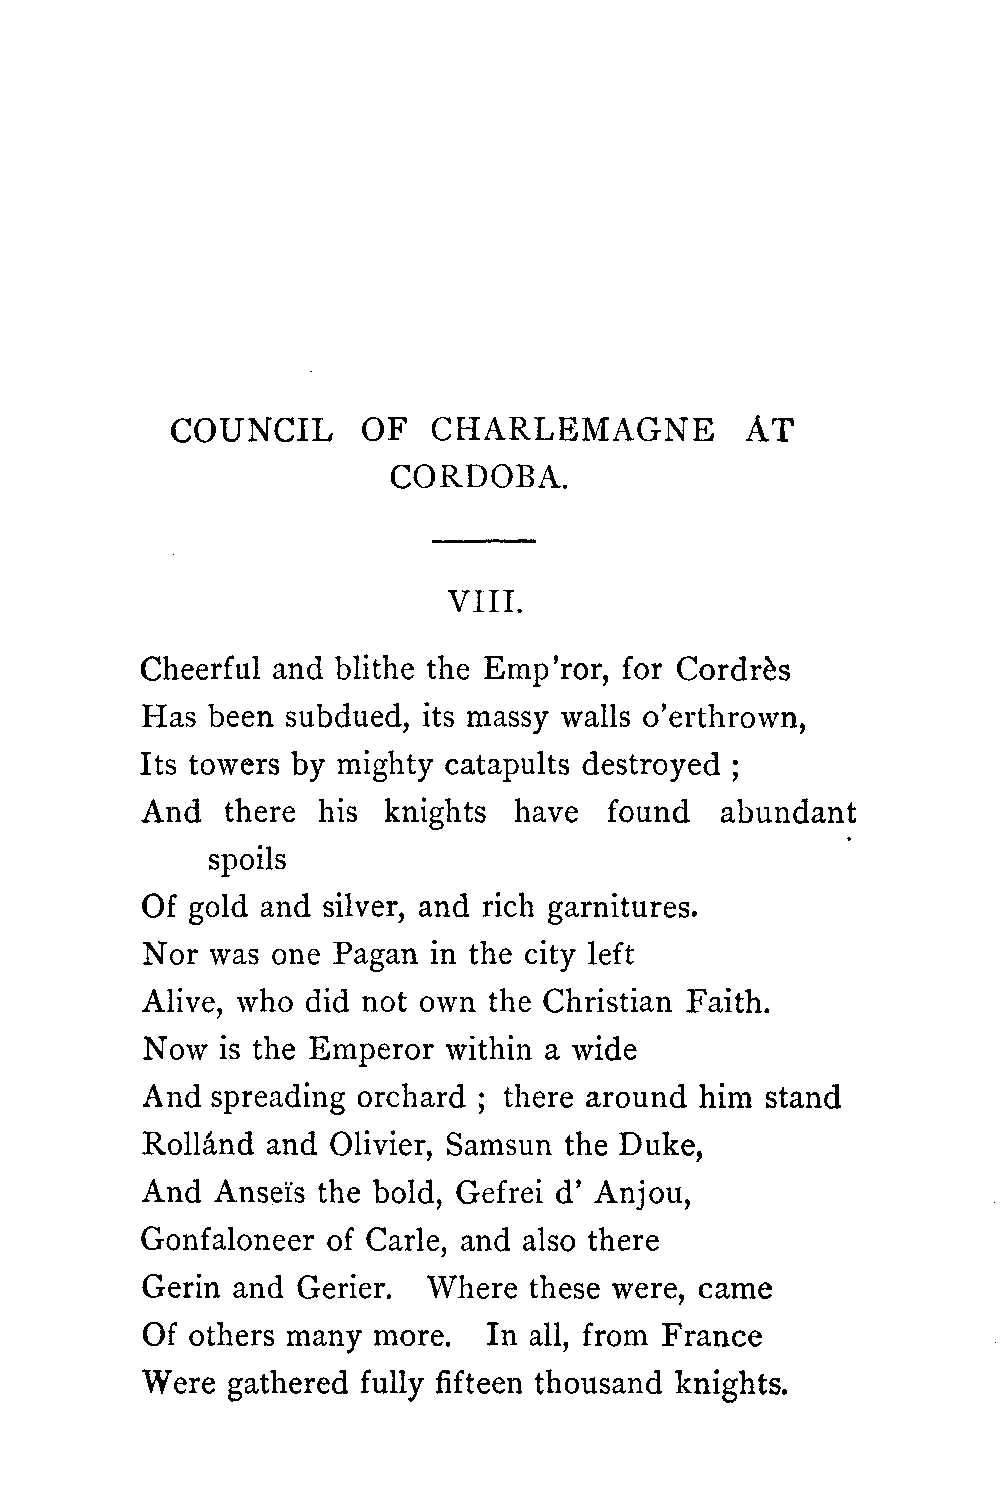 COUNCIL OF CHARLEMAGNE AT
CORDOBA.
VIII.
Cheerful and blithe the Emp'ror, for Cordrès
Has been subdued, its massy walls o'erthrown,
Its towers by mighty catapults destroyed ;
And there his knights have found abundant
spoils
Of gold and silver, and rich garnitures.
Nor was one Pagan in the city left
Alive, who did not own the Christian Faith.
Now is the Emperor within a wide
And spreading orchard ; there around him stand
Rollánd and Olivier, Samsun the Duke,
And Anseïs the bold, Gefrei d' Anjou,
Gonfaloneer of Carle, and also there
Gerin and Gerier. Where these were, came
Of others many more. In all, from France
Were gathered fully fifteen thousand knights.